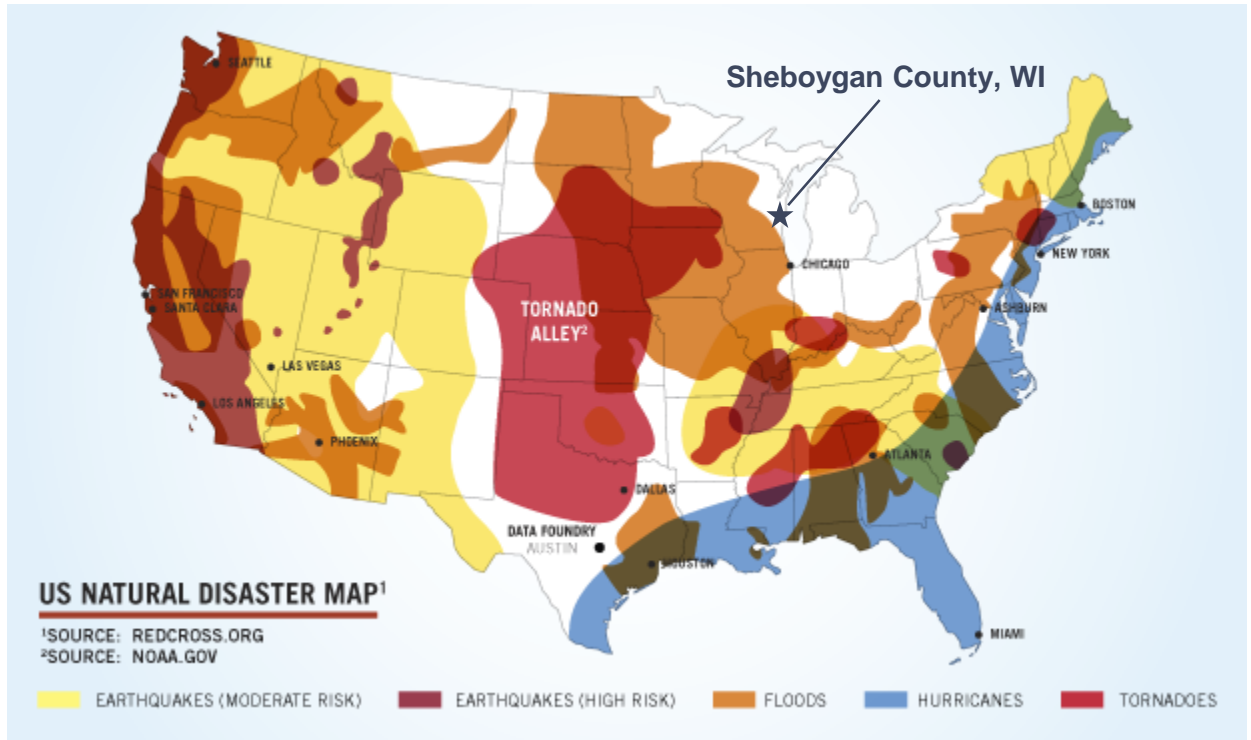 Sheboygan County, WI
SEATTLE
BOSTON
NEW YORK
CHICAGO
SAN FRANCISCO
SANTA CLARA
TORNADO
ALLEY²
ASHBURN
LAS VEGAS
LOS ANGELES
PHOENIX
ATLANTA
DALLAS
DATA FOUNDRY
AUSTIN
HOUSTON
US NATURAL DISASTER MAP¹
¹SOURCE: REDCROSS.ORG
²SOURCE: NOAA.GOV
MIAMI
EARTHQUAKES (MODERATE RISK)
EARTHQUAKES (HIGH RISK)
FLOODS
HURRICANES
TORNADOES